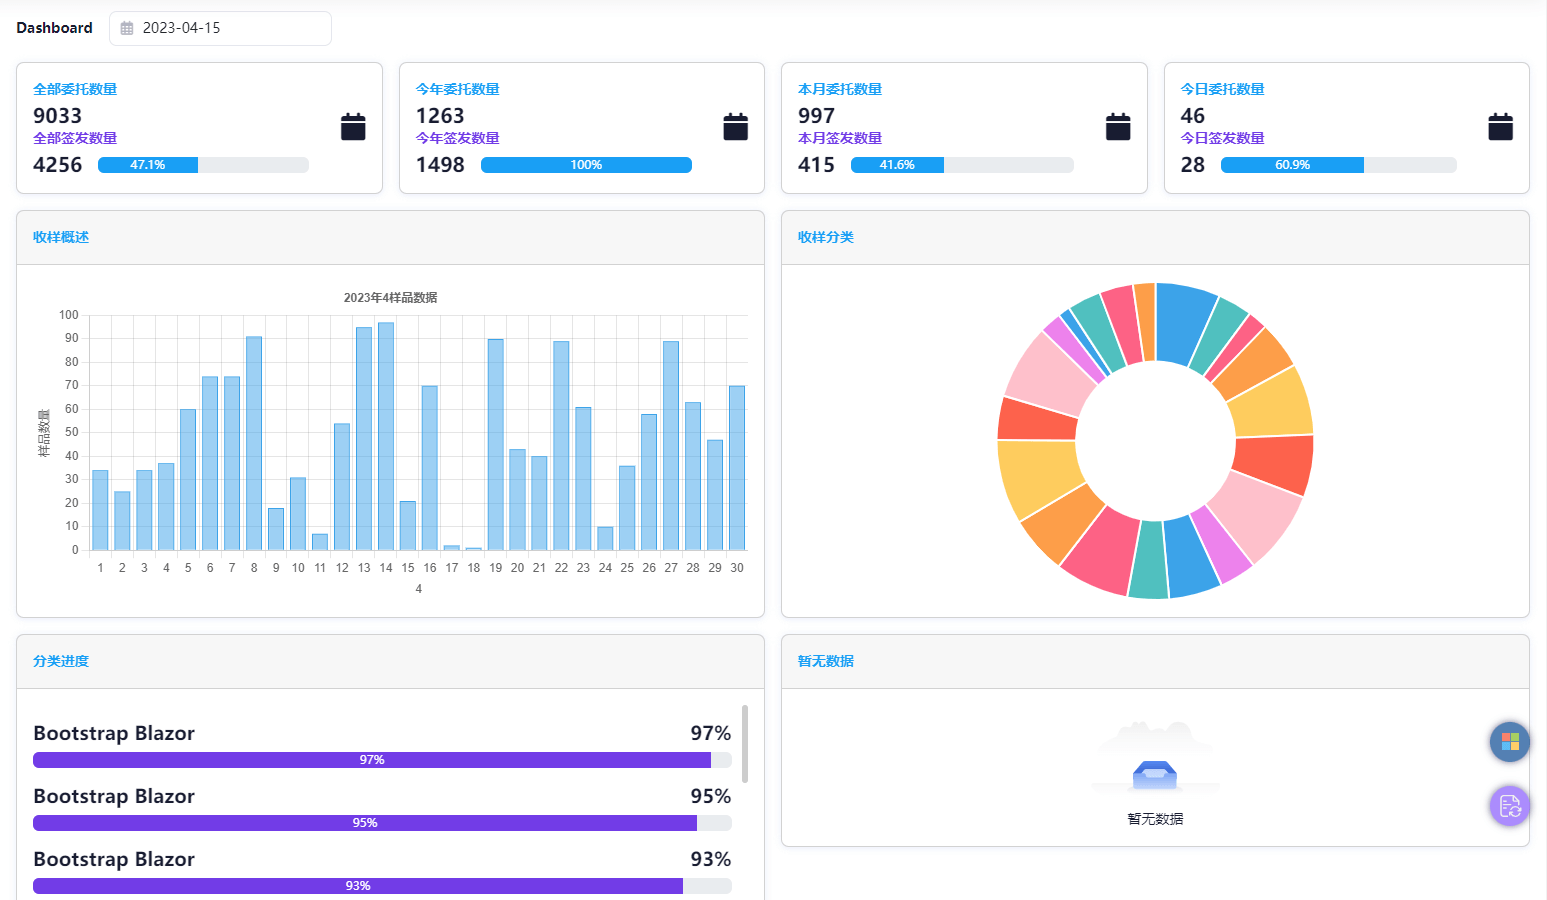 Dashboard 2023-04-15
全部委托数量
9033
全部签发数量
4256 47.1%
今年委托数量
1263
今年签发数量
1498 100%
本月委托数量
997
本月签发数量
415 41.6%
今日委托数量
46
今日签发数量
28 60.9%
收样概述
2023年4样品数据
样品数量
100
90
80
70
60
50
40
30
20
10
0
1 2 3 4 5 6 7 8 9 10 11 12 13 14 15 16 17 18 19 20 21 22 23 24 25 26 27 28 29 30
4
收样分类
分类进度
Bootstrap Blazor 97%
97%
Bootstrap Blazor 95%
95%
Bootstrap Blazor 93%
93%
暂无数据
暂无数据